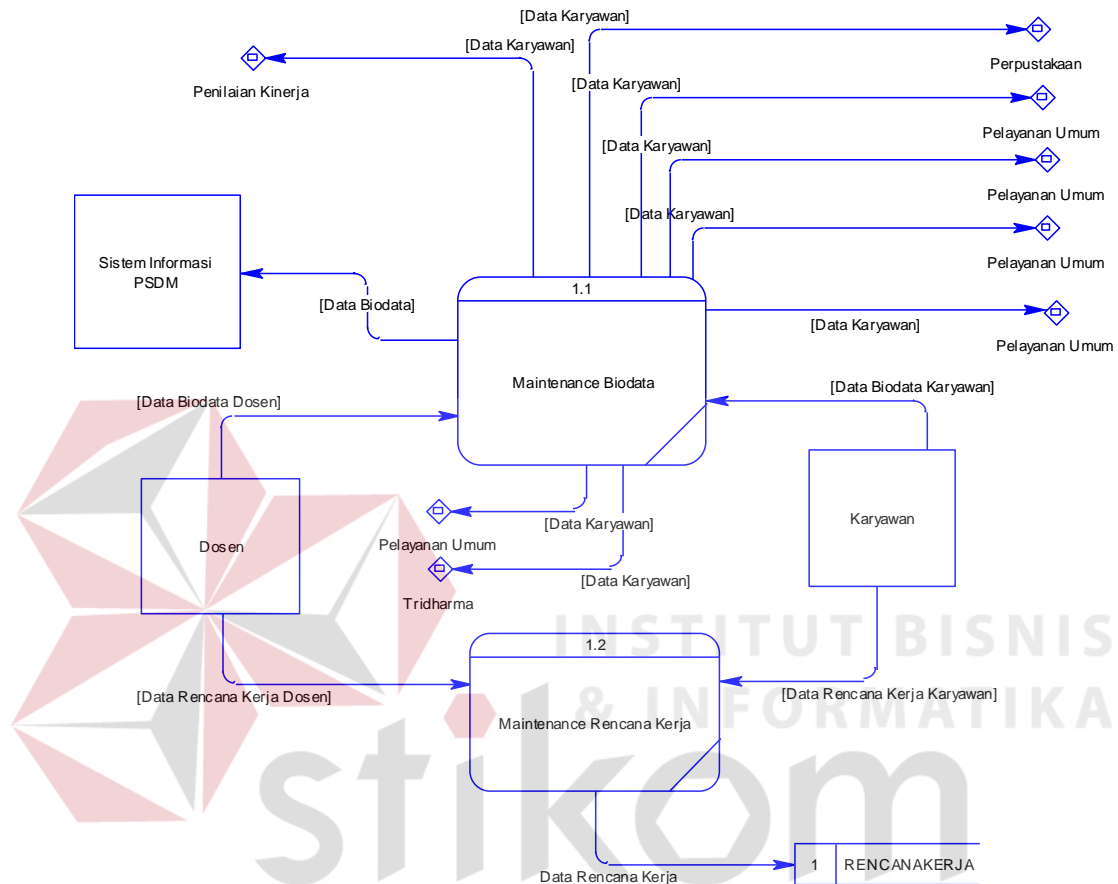 [Data Karyawan]
[Data Karyawan]
Perpustakaan
Penilaian Kinerja
[Data Karyawan]
Pelayanan Umum
[Data Karyawan]
Pelayanan Umum
[Data Karyawan]
Pelayanan Umum
Sistem Informasi
PSDM
[Data Biodata]
1.1
Maintenance Biodata
[Data Karyawan]
Pelayanan Umum
[Data Biodata Dosen]
[Data Biodata Karyawan]
Dosen
Karyawan
[Data Karyawan]
Pelayanan Umum
[Data Karyawan]
Tridharma
INSTITUT BISNIS
& INFORMATIKA
stikom
1.2
Maintenance Rencana Kerja
[Data Rencana Kerja Dosen]
[Data Rencana Kerja Karyawan]
Data Rencana Kerja
1 RENCANAKERJA